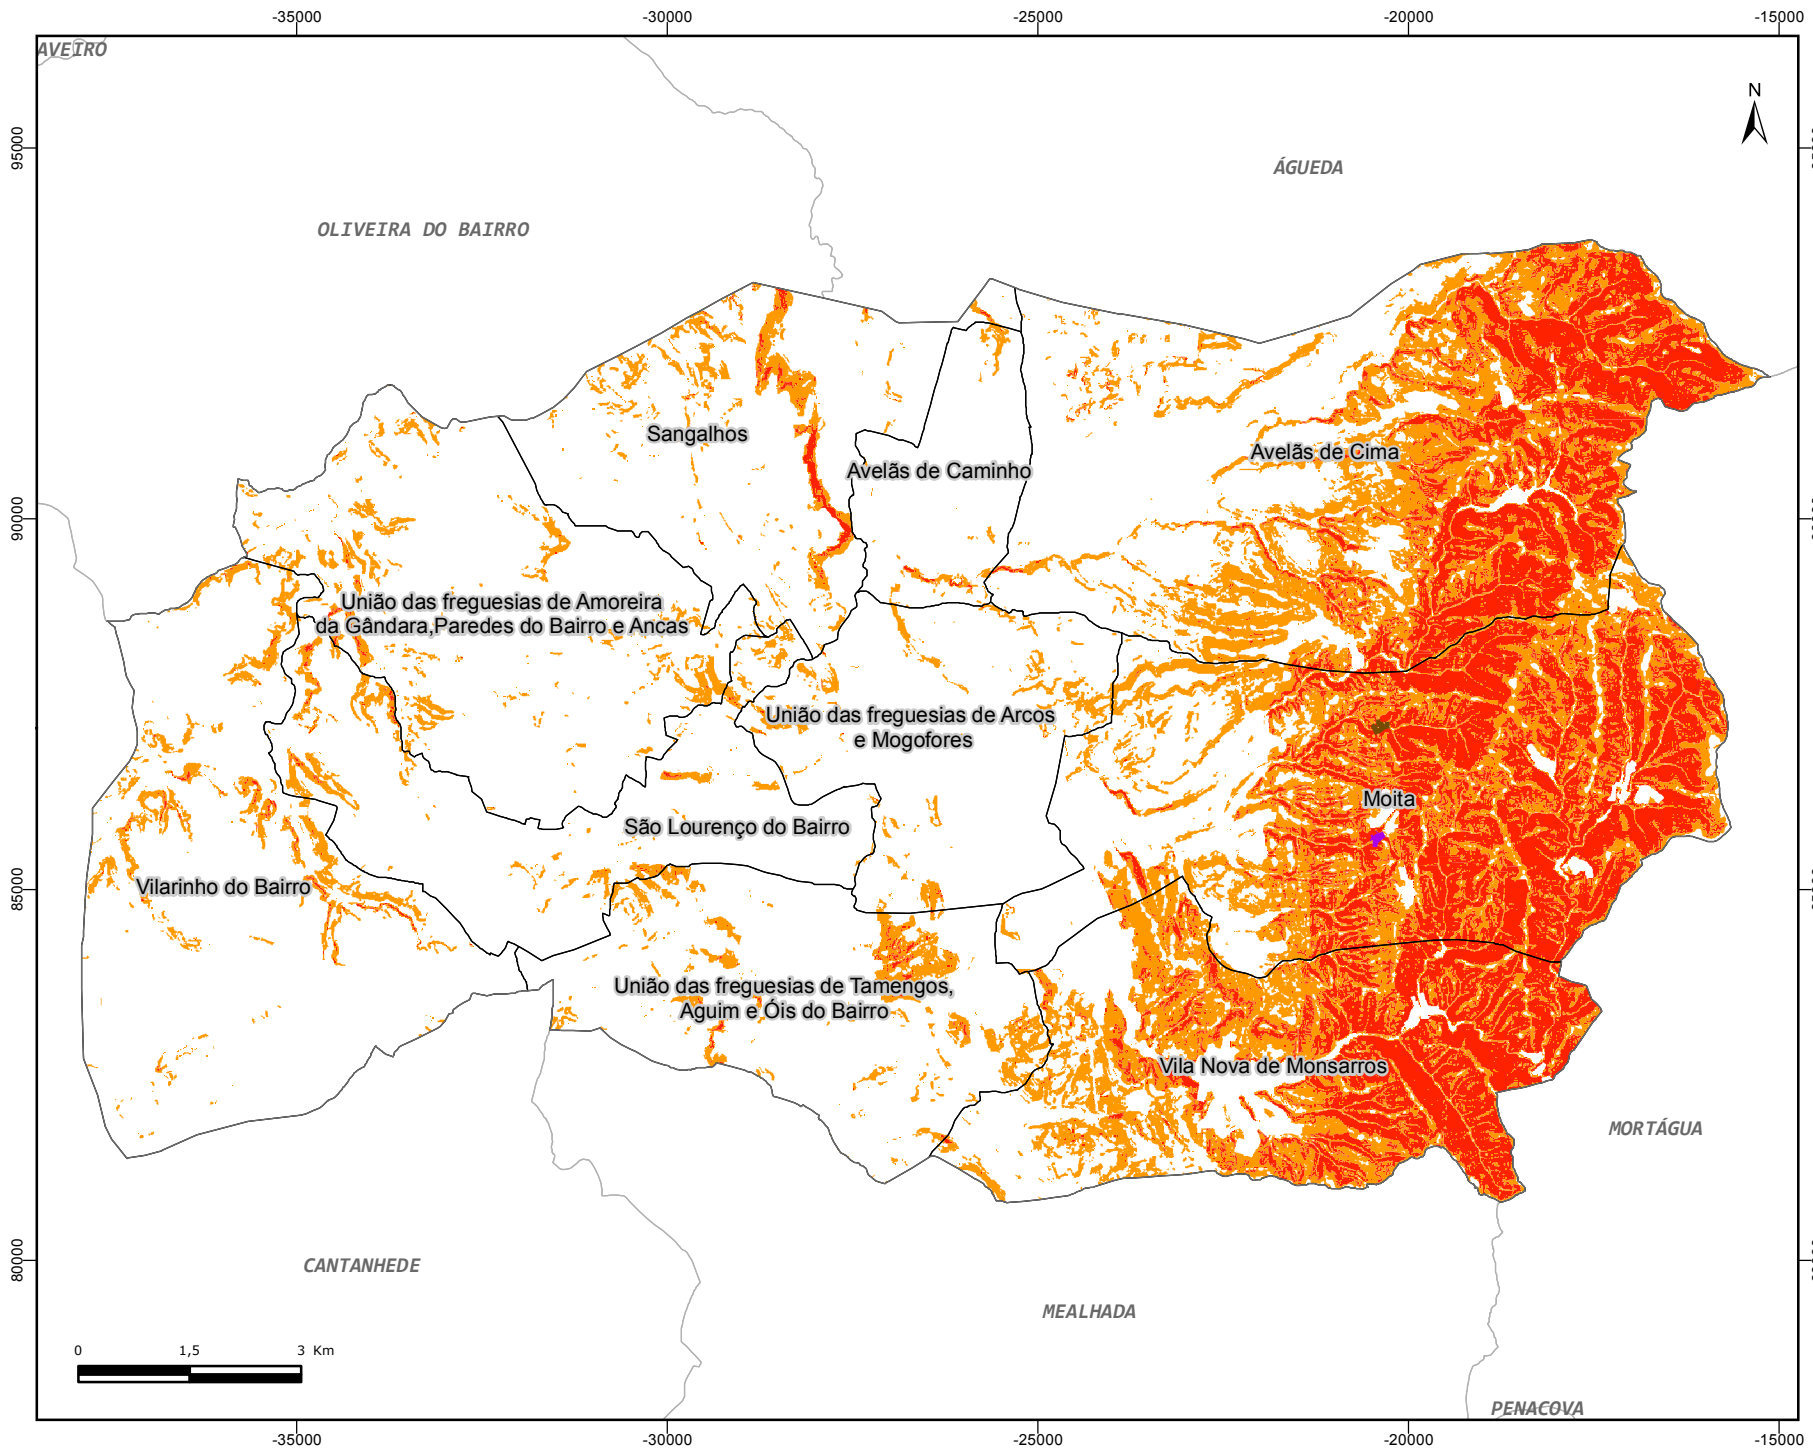 -35000
-30000
-25000
-20000
-15000
AVEIRO
N
95000
ÁGUEDA
OLIVEIRA DO BAIRRO
Sangalhos
Avelãs de Caminho
Avelãs de Cima
90000
União das freguesias de Amoreira
da Gândara,Paredes do Bairro e Ancas
União das freguesias de Arcos
e Mogofores
Moita
São Lourenço do Bairro
Vilarinho do Bairro
85000
União das freguesias de Tamengos,
Aguim e Óis do Bairro
Vila Nova de Monsarros
MORTÁGUA
CANTANHEDE
80000
MEALHADA
0 1,5 3 Km
PENACOVA
-35000
-30000
-25000
-20000
-15000